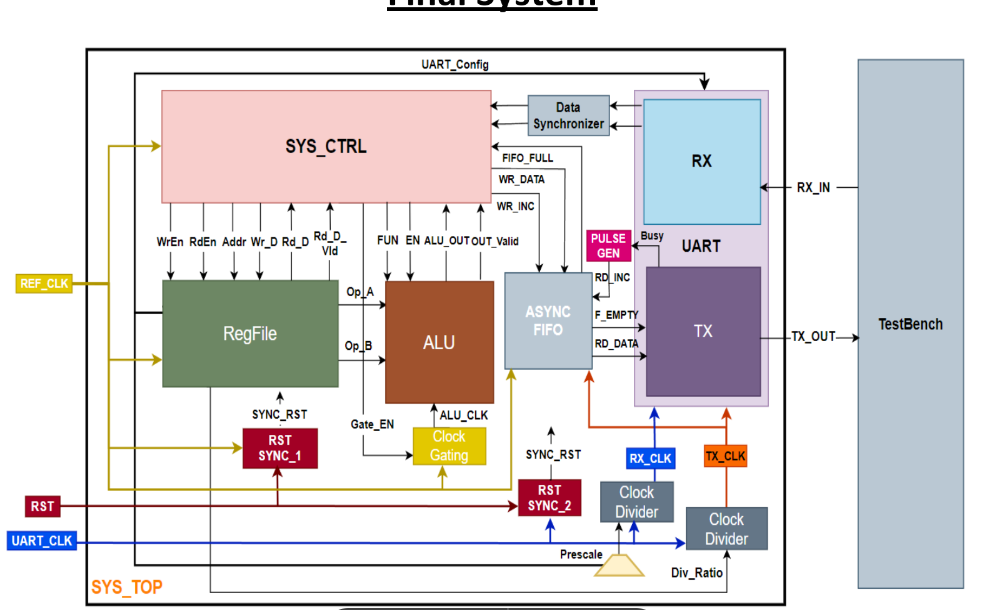 Final System
UART_Config
SYS_CTRL
Data
Synchronizer
RX
FIFO_FULL
WR_DATA
WR_INC
RX_IN
WrEn
RdEn
Addr
Wr_D
Rd_D
Rd_D_
Vld
FUN
EN
ALU_OUT
OUT_Valid
PULSE
GEN
Busy
UART
REF_CLK
RD_INC
Op_A
RegFile
ALU
ASYNC
FIFO
F_EMPTY
RD_DATA
TX
TX_OUT
TestBench
Op_B
SYNC_RST
ALU_CLK
Gate_EN
RST
SYNC_1
Clock
Gating
SYNC_RST
RX_CLK
TX_CLK
RST
RST
SYNC_2
Clock
Divider
Clock
Divider
UART_CLK
Prescale
Div_Ratio
SYS_TOP